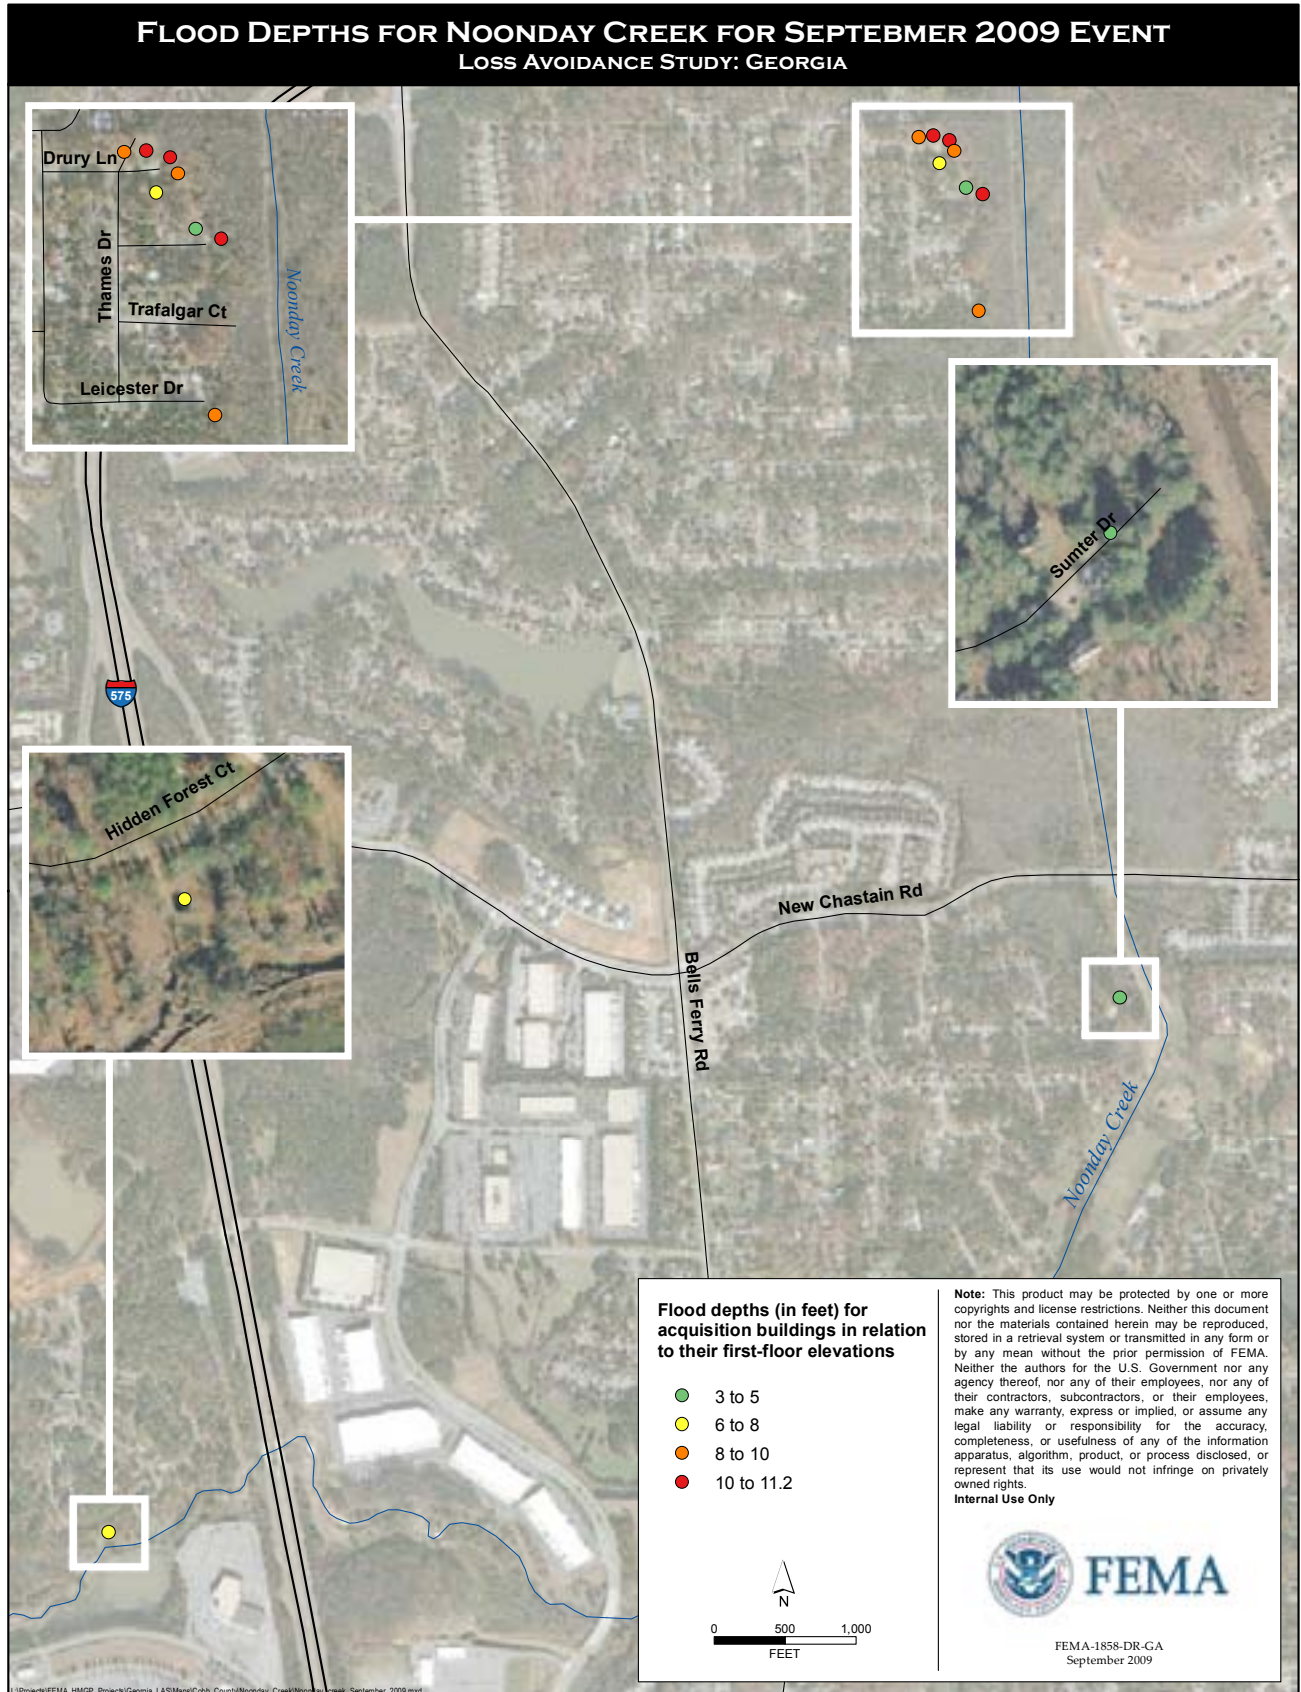 FLOOD DEPTHS FOR NOONDAY CREEK FOR SEPTEBMER 2009 EVENT
LOSS AVOIDANCE STUDY: GEORGIA
Drury Ln
Thames Dr
Trafalgar Ct
Leicester Dr
Noonday Creek
Sumter Dr
575
Hidden Forest Ct
New Chastain Rd
Bells Ferry Rd
Noonday Creek
Flood depths (in feet) for
acquisition buildings in relation
to their first-floor elevations
3 to 5
6 to 8
8 to 10
10 to 11.2
N
0 500 1,000
FEET
Note: This product may be protected by one or more
copyrights and license restrictions. Neither this document
nor the materials contained herein may be reproduced,
stored in a retrieval system or transmitted in any form or
by any mean without the prior permission of FEMA.
Neither the authors for the U.S. Government nor any
agency thereof, nor any of their employees, nor any of
their contractors, subcontractors, or their employees,
make any warranty, express or implied, or assume any
legal liability or responsibility for the accuracy,
completeness, or usefulness of any of the information
apparatus, algorithm, product, or process disclosed, or
represent that its use would not infringe on privately
owned rights.
Internal Use Only
FEMA
FEMA-1858-DR-GA
September 2009